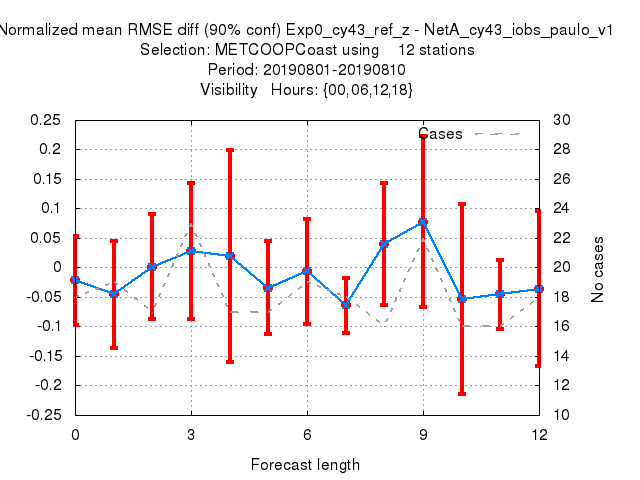 Normalized mean RMSE diff (90% conf) Exp0_cy43_ref_z - NetA_cy43_iobs_paulo_v1
Selection: METCOOPCoast using 12 stations
Period: 20190801-20190810
Visibility Hours: {00,06,12,18}
Cases
0.25
0.2
0.15
0.1
0.05
0
-0.05
-0.1
-0.15
-0.2
-0.25
30
28
26
24
22
20
18
16
14
12
10
No cases
0 3 6 9 12
Forecast length